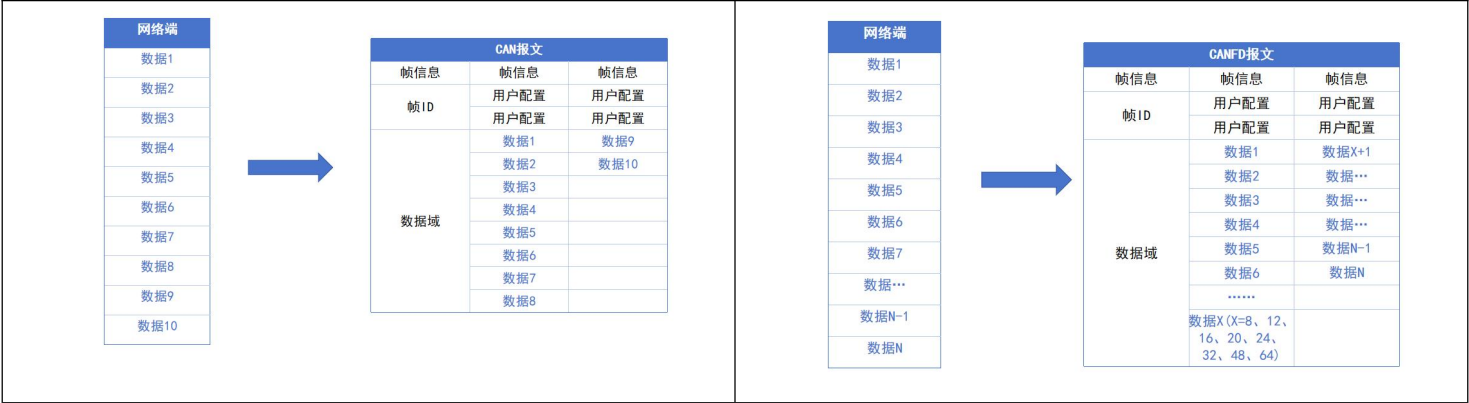 网络端
数据1
数据2
数据3
数据4
数据5
数据6
数据7
数据8
数据9
数据10
CAN报文
帧信息 帧信息 帧信息
帧ID 用户配置 用户配置
用户配置 用户配置
数据域 数据1 数据9
数据2 数据10
数据3
数据4
数据5
数据6
数据7
数据8
网络端
数据1
数据2
数据3
数据4
数据5
数据6
数据7
数据…
数据N-1
数据N
CANFD报文
帧信息 帧信息 帧信息
帧ID 用户配置 用户配置
用户配置 用户配置
数据域 数据1 数据X+1
数据2 数据…
数据3 数据…
数据4 数据…
数据5 数据N-1
数据6 数据N
……
数据X(X=8、12、
16、20、24、
32、48、64)